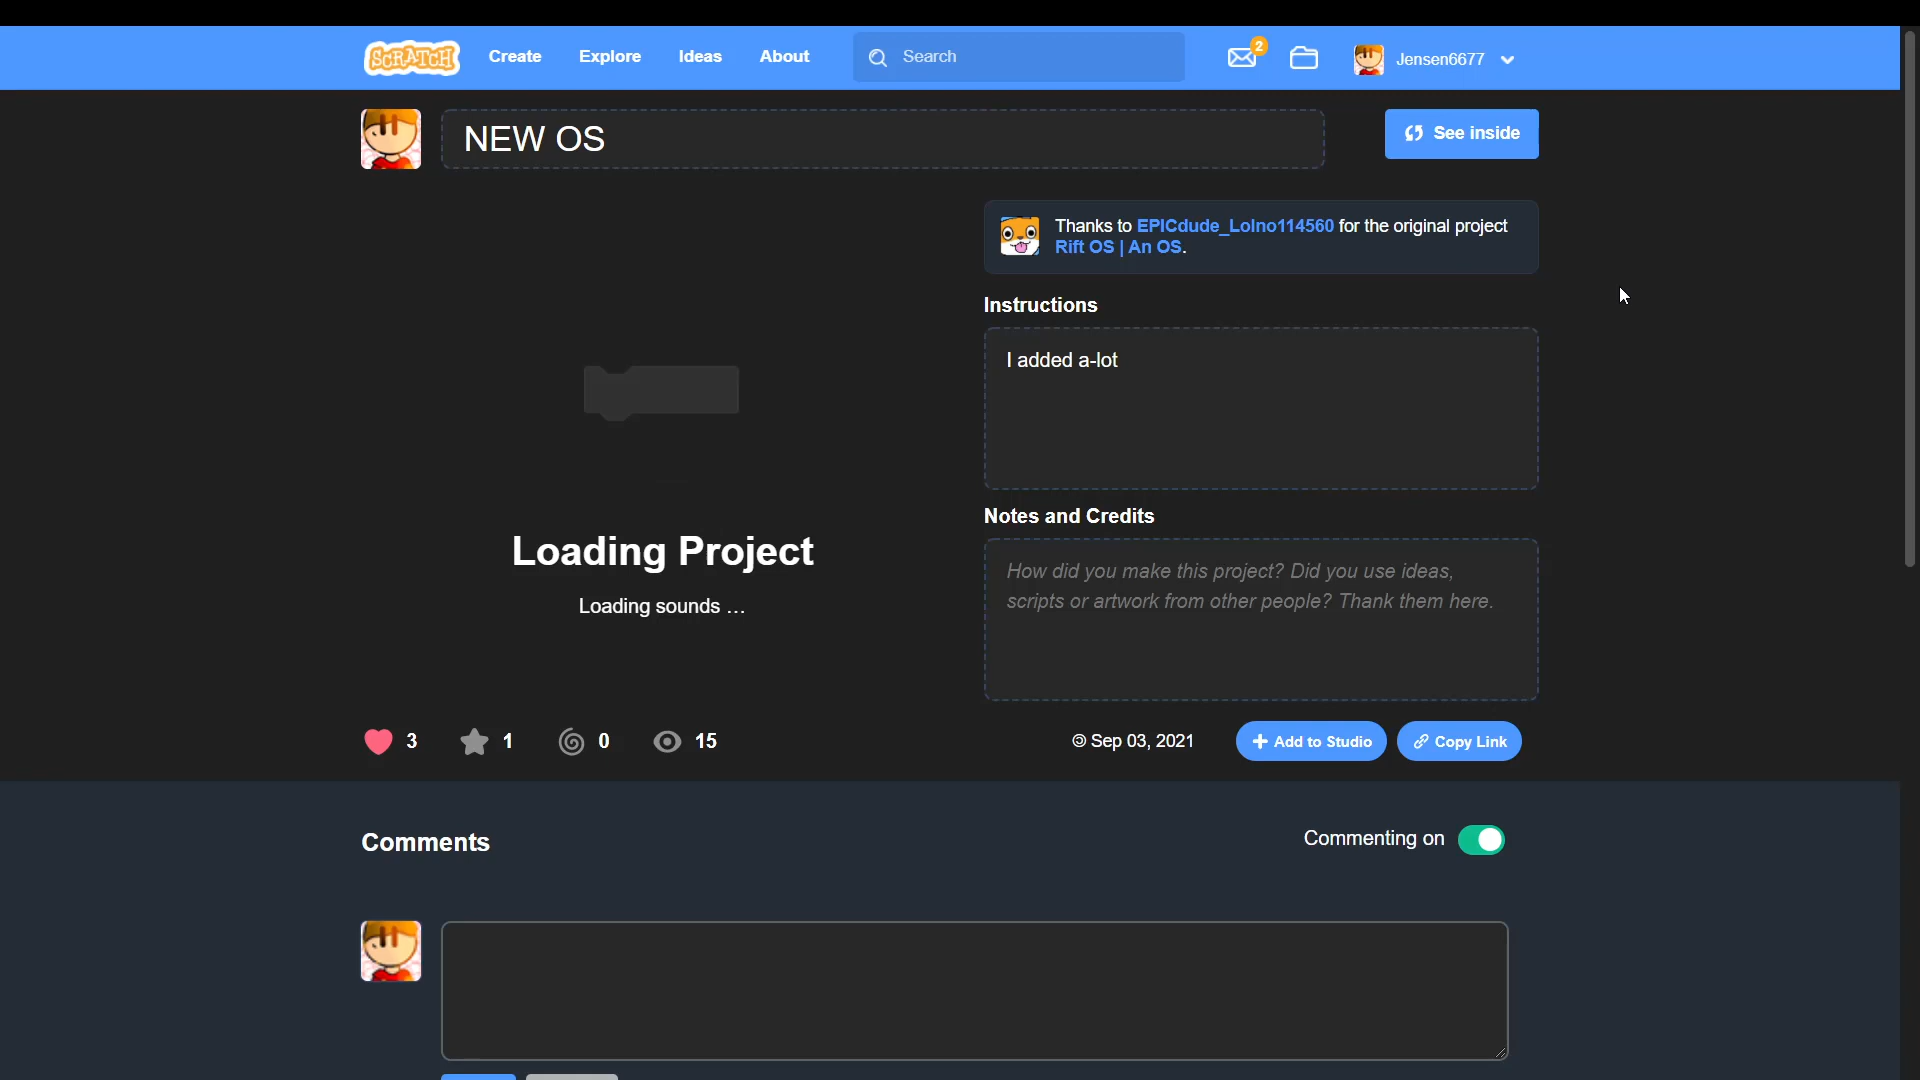 SCRATCH Create Explore Ideas About Search 2 Jensen6677
NEW OS
See inside
Thanks to EPICdude_Lolno114560 for the original project
Rift OS | An OS.
Instructions
I added a-lot
Notes and Credits
How did you make this project? Did you use ideas,
scripts or artwork from other people? Thank them here.
Loading Project
Loading sounds ...
3 1 0 15
© Sep 03, 2021 Add to Studio Copy Link
Comments
Commenting on